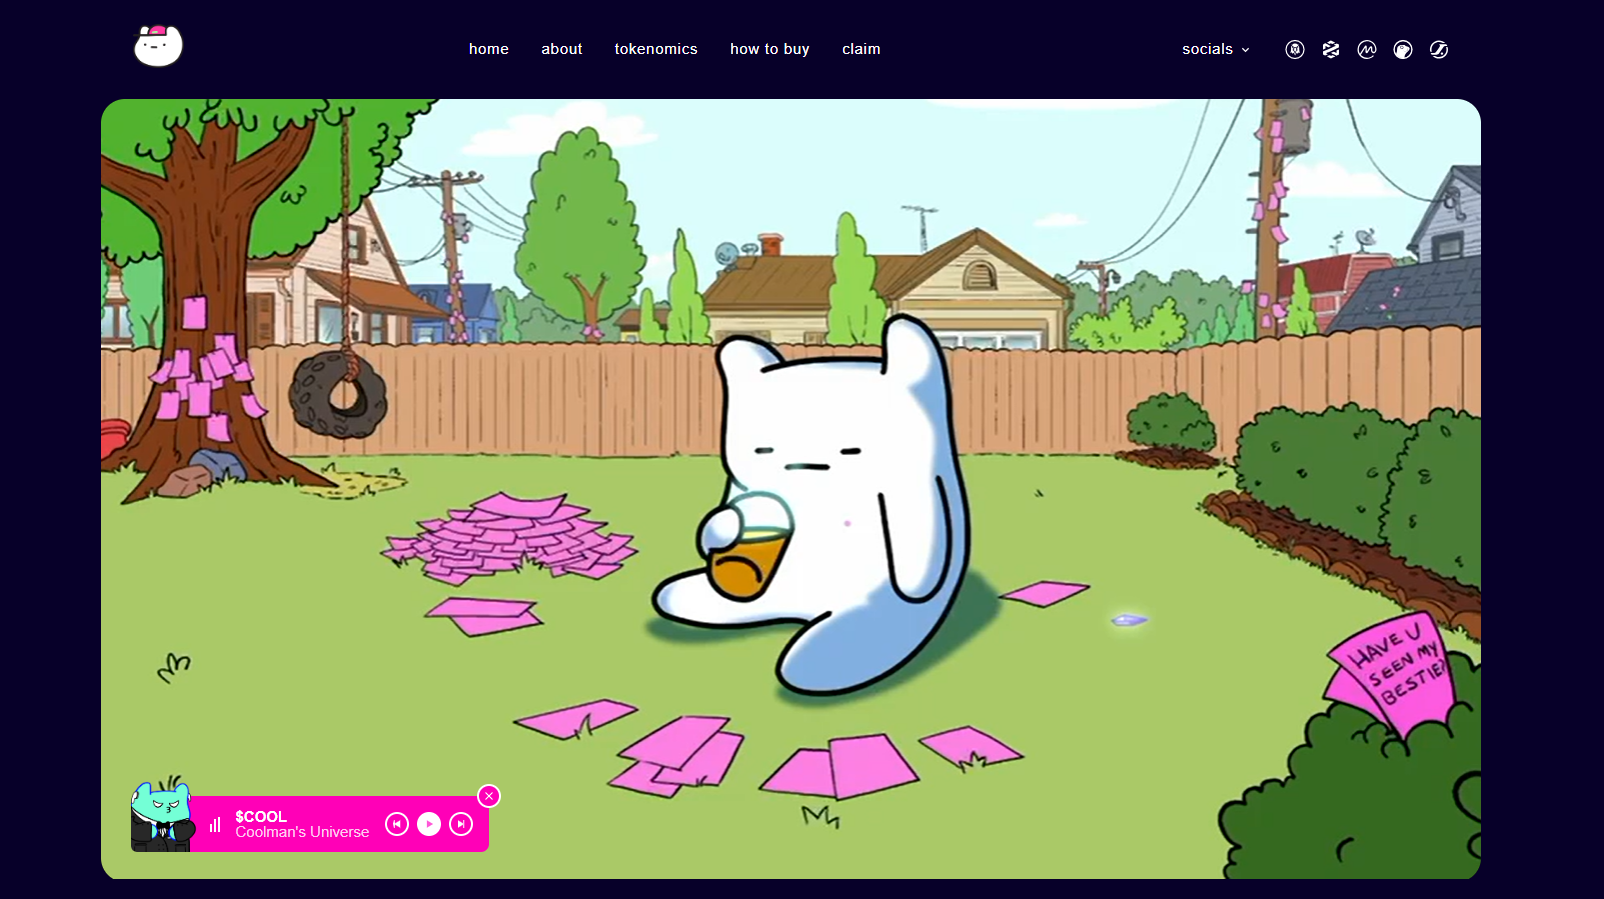 home
about
tokenomics
how to buy
claim
socials
HAVE U
SEEN MY
BESTIE?
$COOL
Coolman's Universe